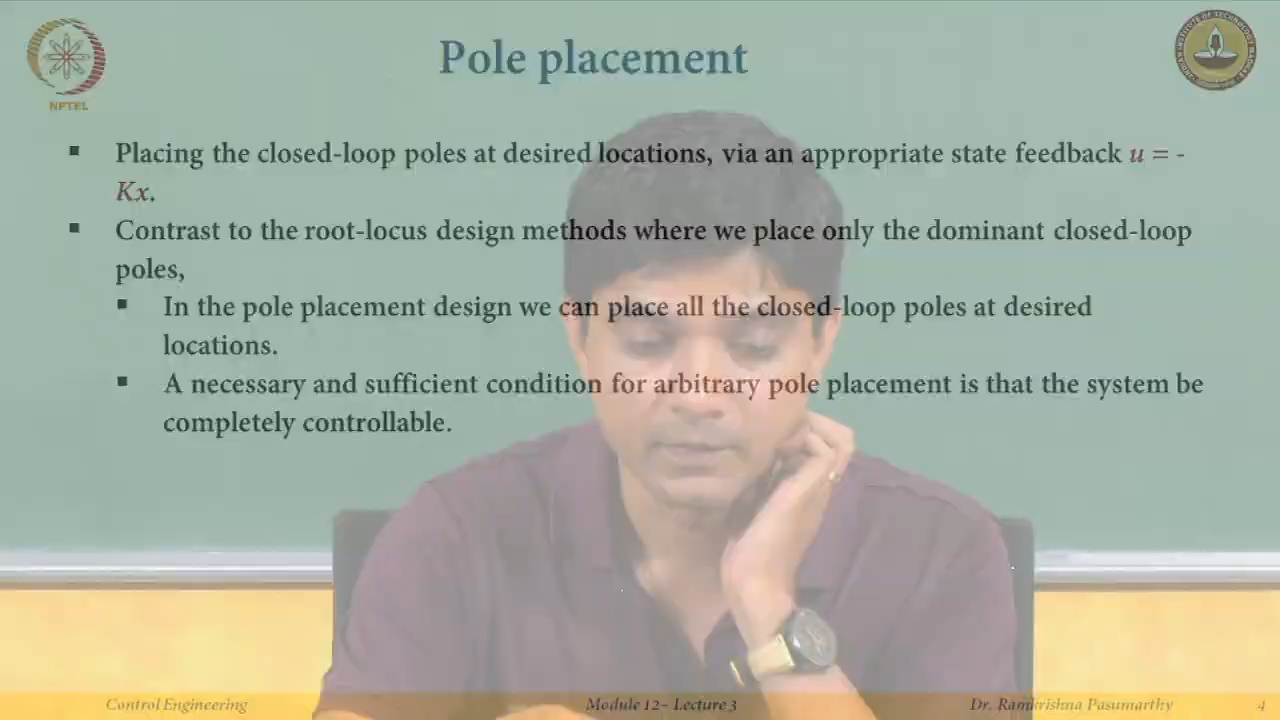 Pole placement
NPTEL
▪ Placing the closed-loop poles at desired locations, via an appropriate state feedback u = -
Kx.
▪ Contrast to the root-locus design methods where we place only the dominant closed-loop
poles,
▪ In the pole placement design we can place all the closed-loop poles at desired
locations.
▪ A necessary and sufficient condition for arbitrary pole placement is that the system be
completely controllable.
Control Engineering
Module 12– Lecture 3
Dr. Ramkrishna Pasumarthy
4